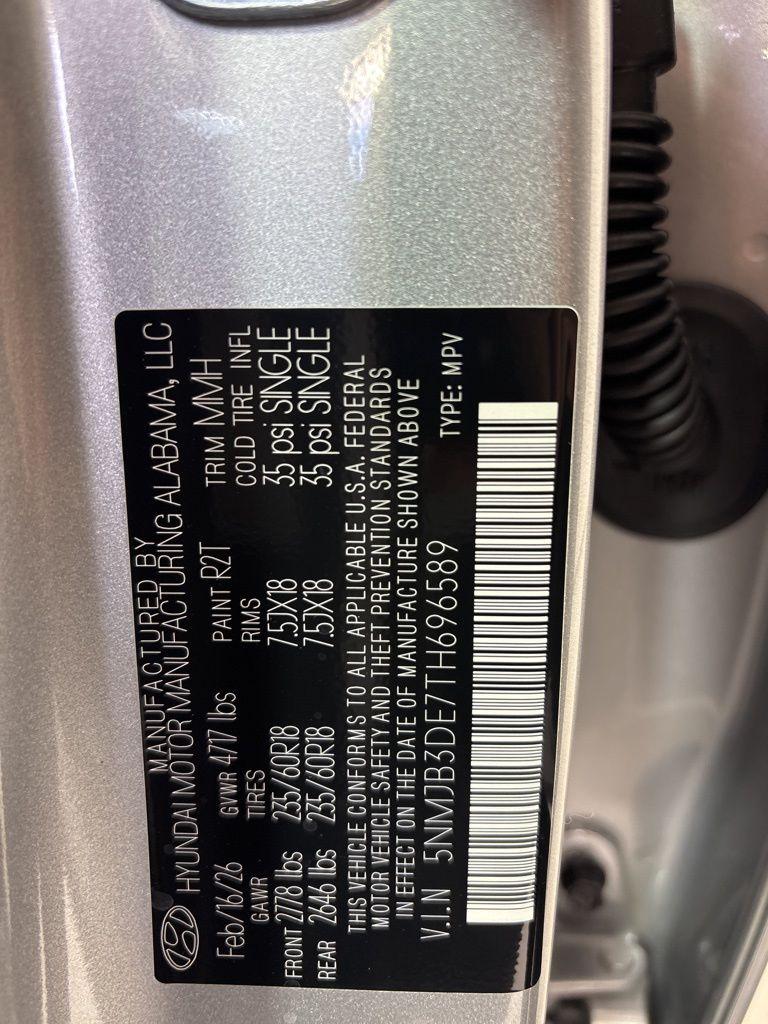 MANUFACTURED BY
HYUNDAI MOTOR MANUFACTURING ALABAMA, LLC
Feb/16/26 GVWR 4717 lbs PAINT R2T TRIM MMH
GAWR TIRES RIMS COLD TIRE INFL
FRONT 2778 lbs 235/60R18 7.5JX18 35 psi SINGLE
REAR 2646 lbs 235/60R18 7.5JX18 35 psi SINGLE
THIS VEHICLE CONFORMS TO ALL APPLICABLE U.S.A. FEDERAL
MOTOR VEHICLE SAFETY AND THEFT PREVENTION STANDARDS
IN EFFECT ON THE DATE OF MANUFACTURE SHOWN ABOVE
V.I.N 5NMJB3DE7TH696589 TYPE: MPV